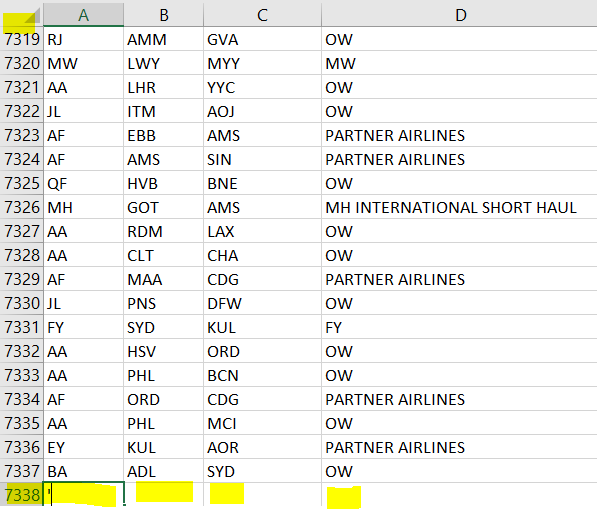 A B C D
7319 RJ AMM GVA OW
7320 MW LWY MYY MW
7321 AA LHR YYC OW
7322 JL ITM AOJ OW
7323 AF EBB AMS PARTNER AIRLINES
7324 AF AMS SIN PARTNER AIRLINES
7325 QF HVB BNE OW
7326 MH GOT AMS MH INTERNATIONAL SHORT HAUL
7327 AA RDM LAX OW
7328 AA CLT CHA OW
7329 AF MAA CDG PARTNER AIRLINES
7330 JL PNS DFW OW
7331 FY SYD KUL FY
7332 AA HSV ORD OW
7333 AA PHL BCN OW
7334 AF ORD CDG PARTNER AIRLINES
7335 AA PHL MCI OW
7336 EY KUL AOR PARTNER AIRLINES
7337 BA ADL SYD OW
7338 '